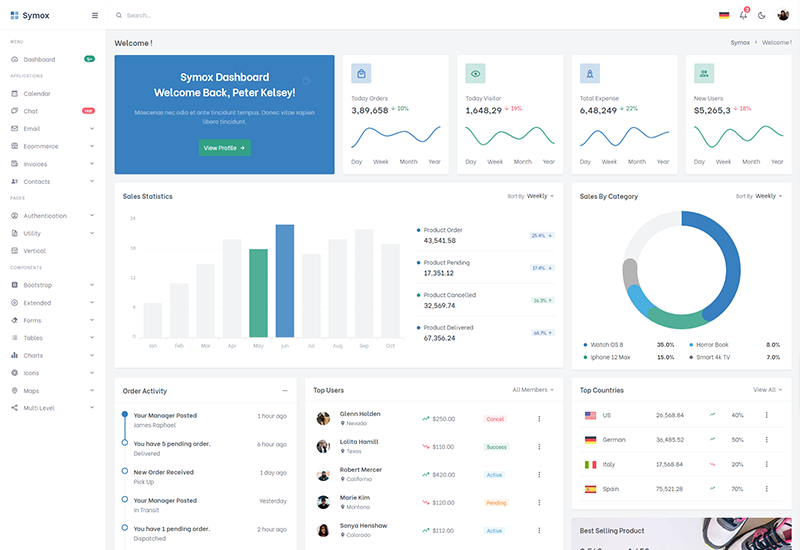 Symox
Search...
3
MENU
Dashboard
5+
APPLICATIONS
Calendar
Chat
Hot
Email
Ecommerce
Invoices
Contacts
PAGES
Authentication
Utility
Vertical
COMPONENTS
Bootstrap
Extended
Forms
Tables
Charts
Icons
Maps
Multi Level
Welcome !
Symox > Welcome !
Symox Dashboard
Welcome Back, Peter Kelsey!
Maecenas nec odio et ante tincidunt tempus. Donec vitae sapien
libero tincidunt.
View Profile →
Today Orders
3,89,658 10%
Day Week Month Year
Today Visitor
1,648,29 19%
Day Week Month Year
Total Expense
6,48,249 22%
Day Week Month Year
New Users
$5,265,3 18%
Day Week Month Year
Sales Statistics
Sort By: Weekly
24
18
12
6
0
Jan Feb Mar Apr May Jun Jul Aug Sep Oct
Product Order
43,541.58
25.4%
Product Pending
17,351.12
17.4%
Product Cancelled
32,569.74
16.3%
Product Delivered
67,356.24
Sales By Category
Sort By: Weekly
Watch OS 8 35.0%
Horror Book 8.0%
Iphone 12 Max 15.0%
Smart 4k TV 7.0%
Order Activity
Your Manager Posted 1 hour ago
James Raphael
You have 5 pending order. 6 hour ago
Delivered
New Order Received 1 day ago
Pick Up
Your Manager Posted Yesterday
In Transit
You have 1 pending order. 2 hour ago
Dispatched
Top Users
All Members
Glenn Holden
Nevada
$250.00 Cancel
Lolita Hamill
Texas
$110.00 Success
Robert Mercer
California
$420.00 Active
Marie Kim
Montana
$120.00 Pending
Sonya Henshaw
Colorado
$112.00 Active
Top Countries
View All
US 26,568.84 40%
German 36,485.52 50%
Italy 17,568.84 20%
Spain 75,521.28 70%
Best Selling Product